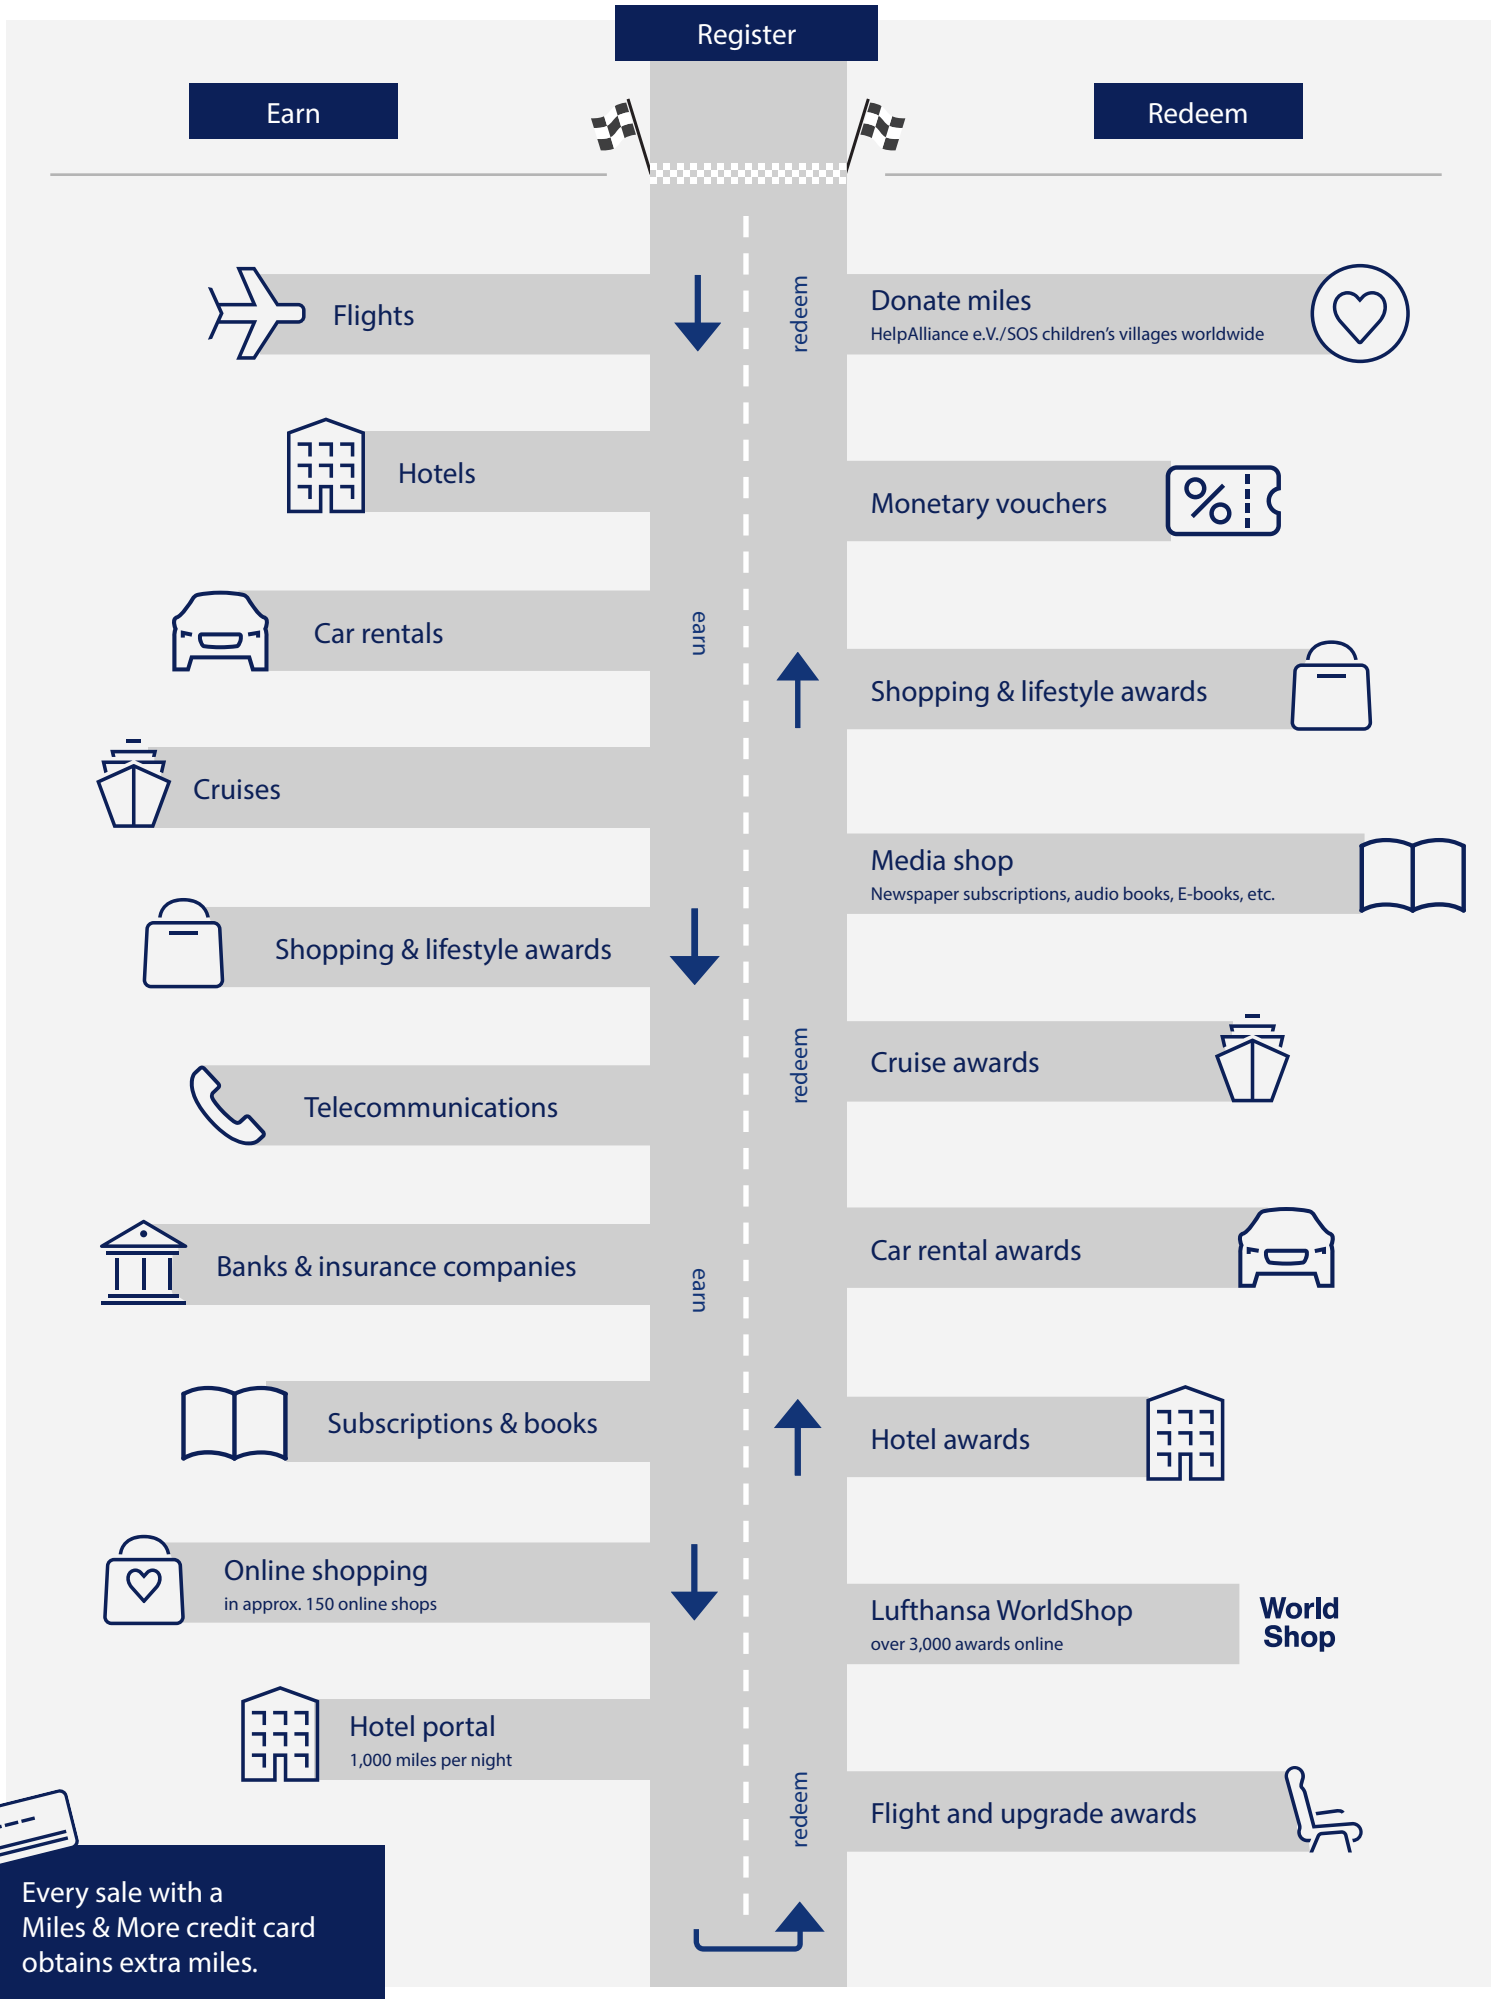 Register
Earn
Redeem
Flights
Hotels
Car rentals
Cruises
Shopping & lifestyle awards
Telecommunications
Banks & insurance companies
Subscriptions & books
Online shopping
in approx. 150 online shops
Hotel portal
1,000 miles per night
Every sale with a
Miles & More credit card
obtains extra miles.
earn
earn
redeem
redeem
redeem
Donate miles
HelpAlliance e.V./SOS children's villages worldwide
Monetary vouchers
Shopping & lifestyle awards
Media shop
Newspaper subscriptions, audio books, E-books, etc.
Cruise awards
Car rental awards
Hotel awards
Lufthansa WorldShop
over 3,000 awards online
World
Shop
Flight and upgrade awards